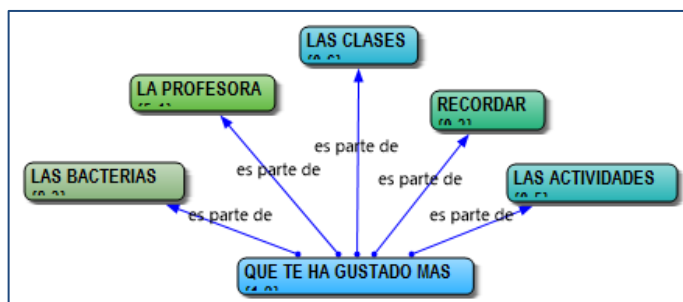 LAS CLASES
LA PROFESORA
RECORDAR
es parte de
es parte de
es parte de
LAS BACTERIAS
LAS ACTIVIDADES
es parte de
es parte de
QUE TE HA GUSTADO MAS